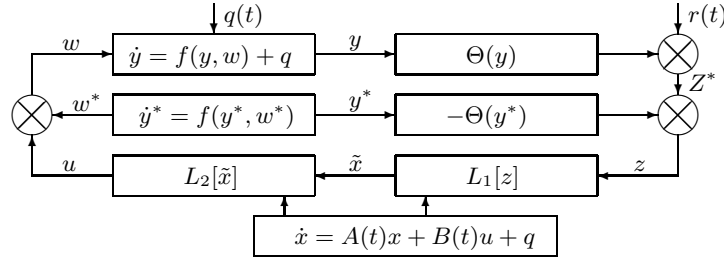 q(t) r(t)
w ẏ = f(y, w) + q y Θ(y)
Z*
w* ẏ* = f(y*, w*) y* −Θ(y*)
u L₂[x̃] x̃ L₁[z] z
ẋ = A(t)x + B(t)u + q